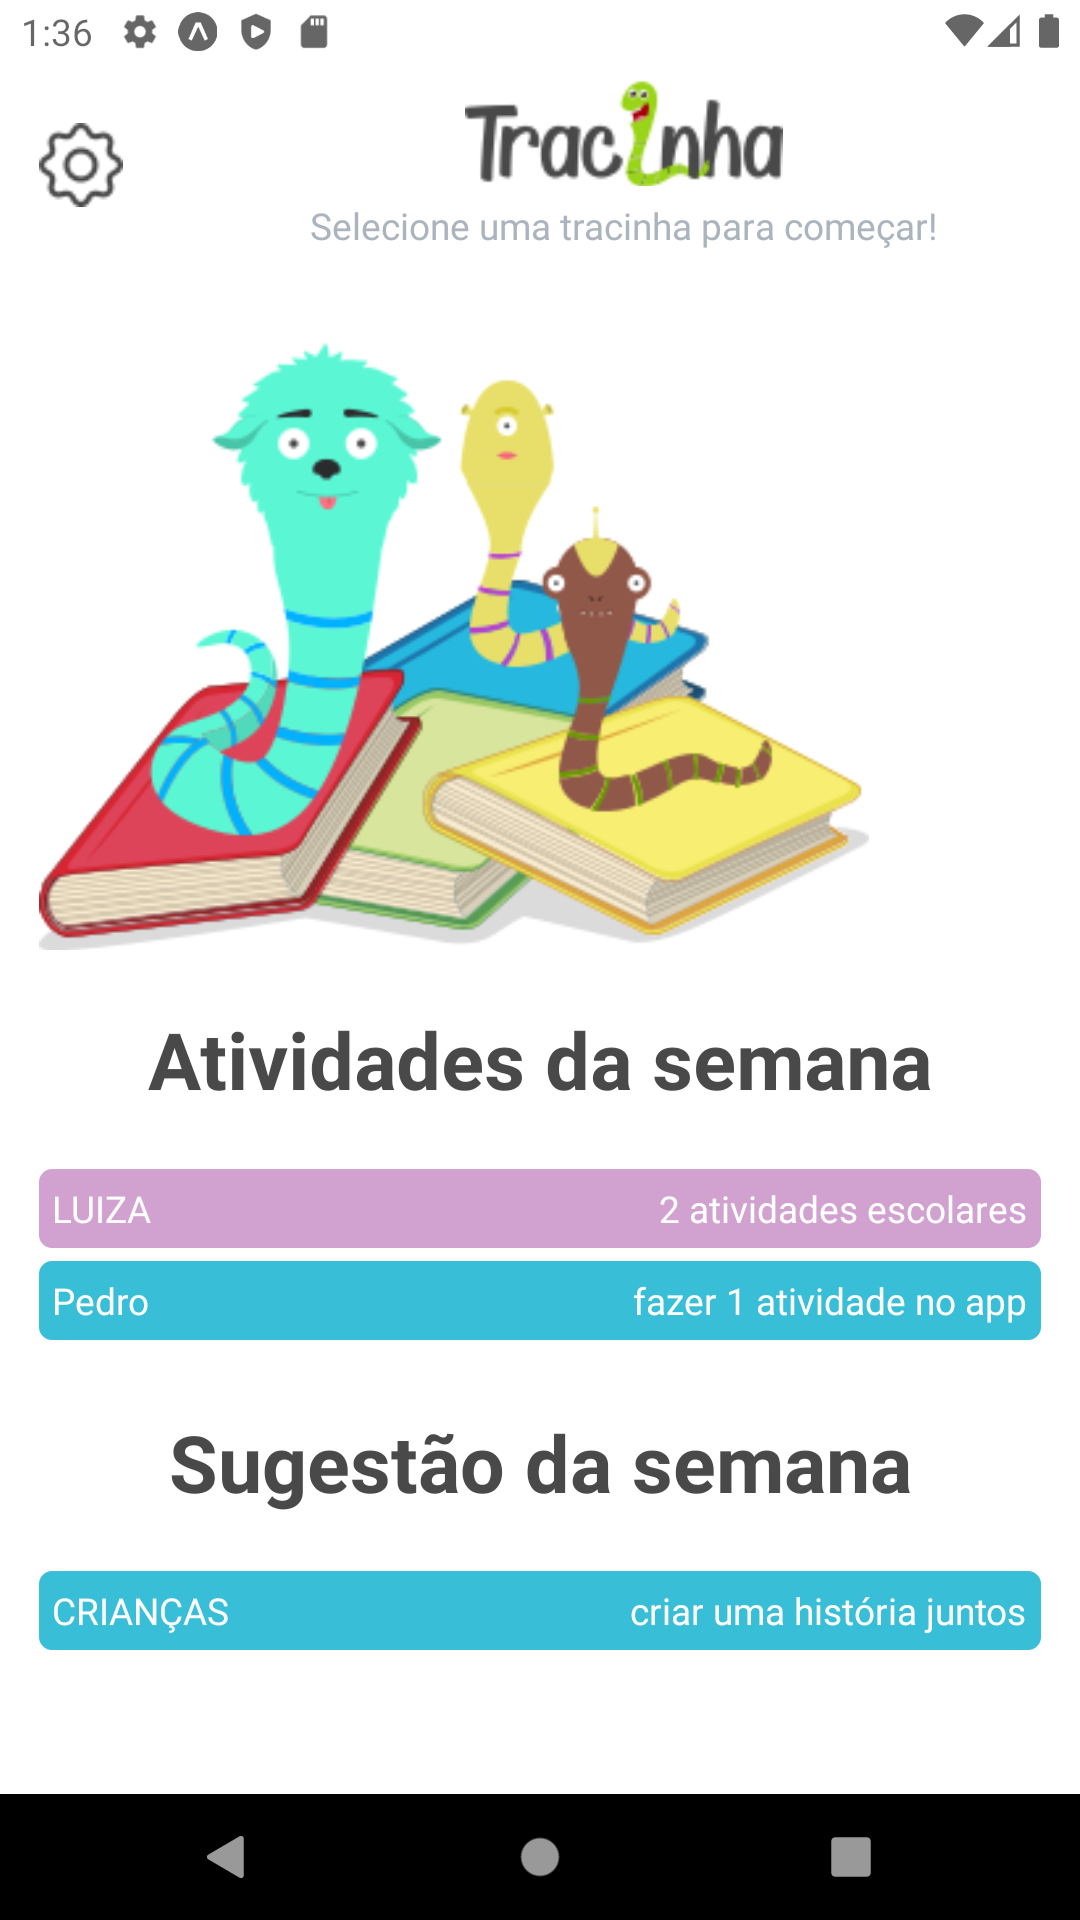 1:36
Tracinha
Selecione uma tracinha para começar!
Atividades da semana
LUIZA 2 atividades escolares
Pedro fazer 1 atividade no app
Sugestão da semana
CRIANÇAS criar uma história juntos